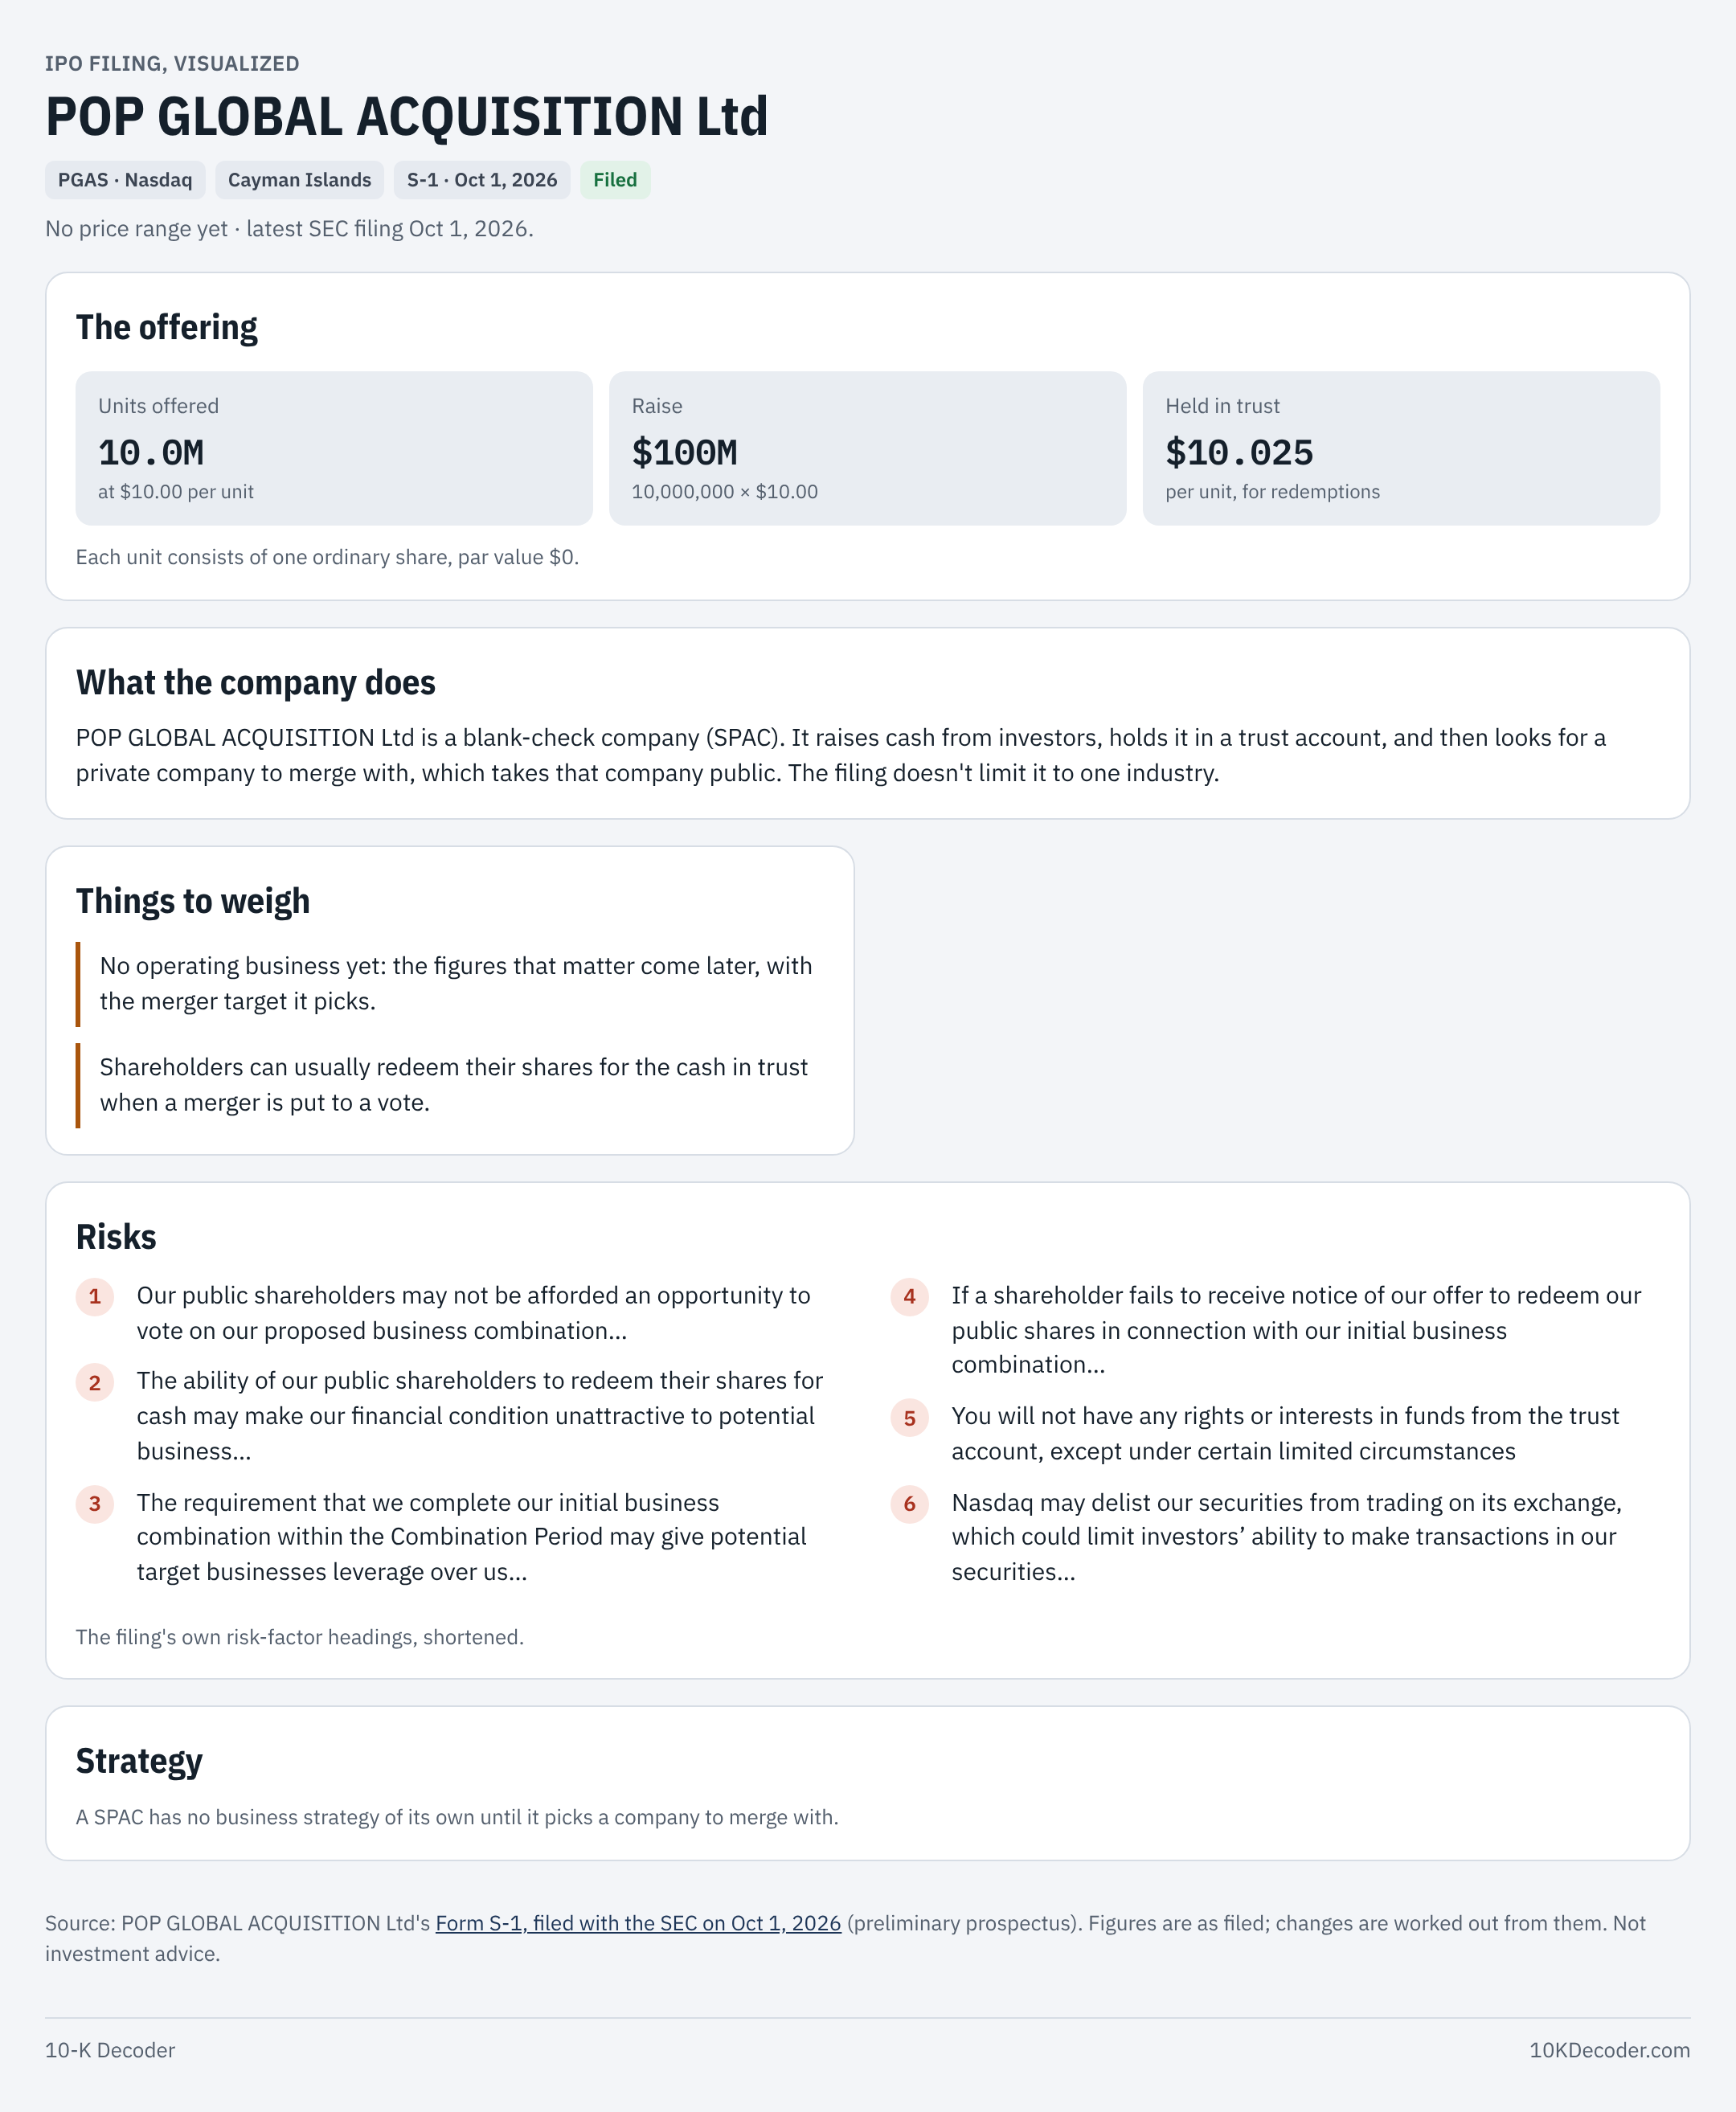 IPO FILING, VISUALIZED
POP GLOBAL ACQUISITION Ltd
PGAS · Nasdaq
Cayman Islands
S-1 · Oct 1, 2026
Filed
No price range yet · latest SEC filing Oct 1, 2026.
The offering
Units offered
10.0M
at $10.00 per unit
Raise
$100M
10,000,000 × $10.00
Held in trust
$10.025
per unit, for redemptions
Each unit consists of one ordinary share, par value $0.
What the company does
POP GLOBAL ACQUISITION Ltd is a blank-check company (SPAC). It raises cash from investors, holds it in a trust account, and then looks for a
private company to merge with, which takes that company public. The filing doesn't limit it to one industry.
Things to weigh
No operating business yet: the figures that matter come later, with
the merger target it picks.
Shareholders can usually redeem their shares for the cash in trust
when a merger is put to a vote.
Risks
1 Our public shareholders may not be afforded an opportunity to
vote on our proposed business combination…
2 The ability of our public shareholders to redeem their shares for
cash may make our financial condition unattractive to potential
business…
3 The requirement that we complete our initial business
combination within the Combination Period may give potential
target businesses leverage over us…
4 If a shareholder fails to receive notice of our offer to redeem our
public shares in connection with our initial business
combination…
5 You will not have any rights or interests in funds from the trust
account, except under certain limited circumstances
6 Nasdaq may delist our securities from trading on its exchange,
which could limit investors’ ability to make transactions in our
securities…
The filing's own risk-factor headings, shortened.
Strategy
A SPAC has no business strategy of its own until it picks a company to merge with.
Source: POP GLOBAL ACQUISITION Ltd's Form S-1, filed with the SEC on Oct 1, 2026 (preliminary prospectus). Figures are as filed; changes are worked out from them. Not
investment advice.
10-K Decoder
10KDecoder.com